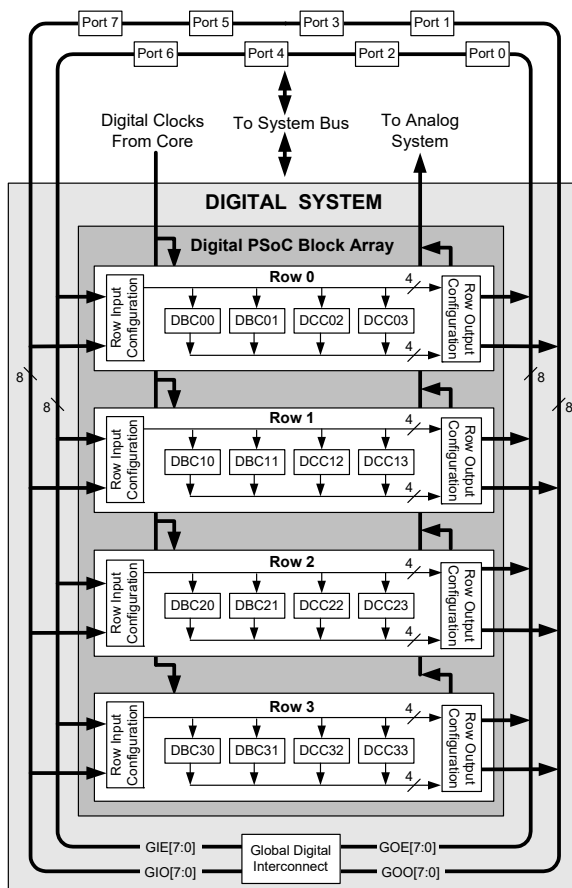 Port 7 Port 5 Port 3 Port 1
Port 6 Port 4 Port 2 Port 0
Digital Clocks
From Core
To System Bus
To Analog
System
DIGITAL SYSTEM
Digital PSoC Block Array
Row 0
Row Input
Configuration
DBC00 DBC01 DCC02 DCC03
4
4
Row Output
Configuration
8
8
8
8
Row 1
Row Input
Configuration
DBC10 DBC11 DCC12 DCC13
4
4
Row Output
Configuration
Row 2
Row Input
Configuration
DBC20 DBC21 DCC22 DCC23
4
4
Row Output
Configuration
Row 3
Row Input
Configuration
DBC30 DBC31 DCC32 DCC33
4
4
Row Output
Configuration
GIE[7:0]
GIO[7:0]
Global Digital
Interconnect
GOE[7:0]
GOO[7:0]